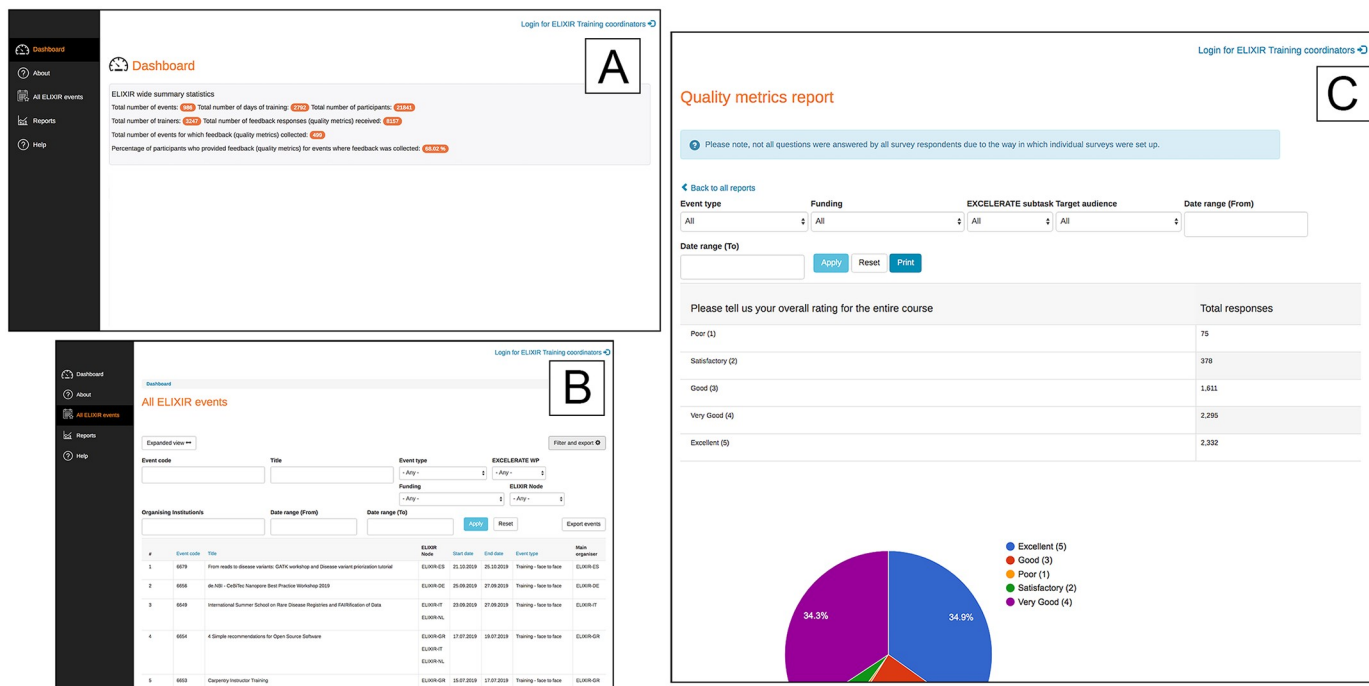 Login for ELIXIR Training coordinators
A
Dashboard
About
All ELIXIR events
Reports
Help
Dashboard
ELIXIR wide summary statistics
Total number of events: 986 Total number of days of training: 2792 Total number of participants: 21841
Total number of trainers: 3247 Total number of feedback responses (quality metrics) received: 8157
Total number of events for which feedback (quality metrics) collected: 400
Percentage of participants who provided feedback (quality metrics) for events where feedback was collected: 68.02 %
Login for ELIXIR Training coordinators
B
Dashboard
About
All ELIXIR events
Reports
Help
Dashboard
All ELIXIR events
Expanded view
Filter and export
Event code Title Event type EXCELERATE WP
- Any - - Any -
Funding ELIXIR Node
- Any - - Any -
Organising Institution/s Date range (From) Date range (To)
Apply Reset Export events
# Event code Title ELIXIR Node Start date End date Event type Main organiser
1 6679 From reads to disease variants: GATK workshop and Disease variant priorization tutorial ELIXIR-ES 21.10.2019 25.10.2019 Training - face to face ELIXIR-ES
2 6656 de.NBI - CeBiTec Nanopore Best Practice Workshop 2019 ELIXIR-DE 25.09.2019 27.09.2019 Training - face to face ELIXIR-DE
3 6649 International Summer School on Rare Disease Registries and FAIRification of Data ELIXIR-IT 23.09.2019 27.09.2019 Training - face to face ELIXIR-IT
ELIXIR-NL
4 6654 4 Simple recommendations for Open Source Software ELIXIR-GR 17.07.2019 19.07.2019 Training - face to face ELIXIR-GR
ELIXIR-IT
ELIXIR-NL
5 6653 Carpentry Instructor Training ELIXIR-GR 15.07.2019 17.07.2019 Training - face to face ELIXIR-GR
Login for ELIXIR Training coordinators
C
Quality metrics report
Please note, not all questions were answered by all survey respondents due to the way in which individual surveys were set up.
Back to all reports
Event type Funding EXCELERATE subtask Target audience Date range (From)
All All All All
Date range (To)
Apply Reset Print
Please tell us your overall rating for the entire course Total responses
Poor (1) 75
Satisfactory (2) 378
Good (3) 1,611
Very Good (4) 2,295
Excellent (5) 2,332
Excellent (5)
Good (3)
Poor (1)
Satisfactory (2)
Very Good (4)
34.3%
34.9%